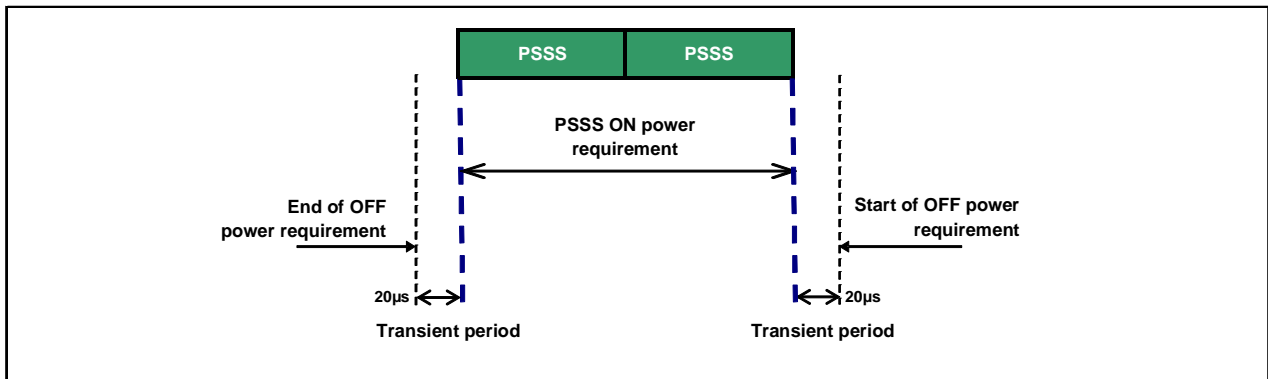 PSSS PSSS
PSSS ON power
requirement
End of OFF
power requirement
Start of OFF power
requirement
20µs
20µs
Transient period
Transient period